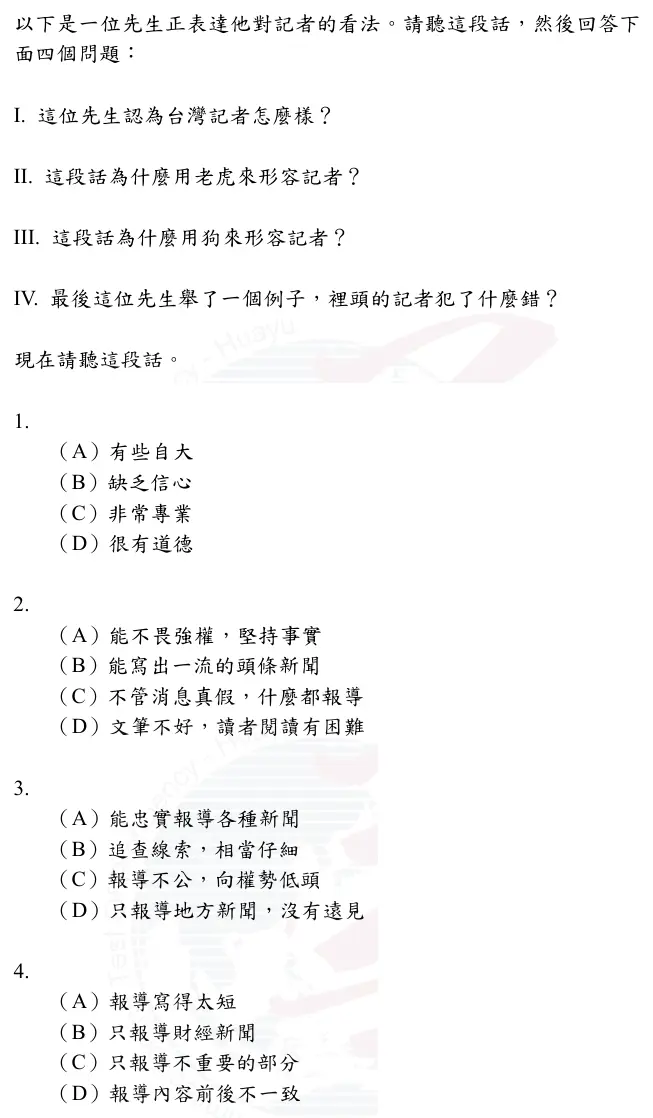 以下是一位先生正表達他對記者的看法。請聽這段話，然後回答下
面四個問題：
I. 這位先生認為台灣記者怎麼樣？
II. 這段話為什麼用老虎來形容記者？
III. 這段話為什麼用狗來形容記者？
IV. 最後這位先生舉了一個例子，裡頭的記者犯了什麼錯？
現在請聽這段話。
1.
（A）有些自大
（B）缺乏信心
（C）非常專業
（D）很有道德
2.
（A）能不畏強權，堅持事實
（B）能寫出一流的頭條新聞
（C）不管消息真假，什麼都報導
（D）文筆不好，讀者閱讀有困難
3.
（A）能忠實報導各種新聞
（B）追查線索，相當仔細
（C）報導不公，向權勢低頭
（D）只報導地方新聞，沒有遠見
4.
（A）報導寫得太短
（B）只報導財經新聞
（C）只報導不重要的部分
（D）報導內容前後不一致